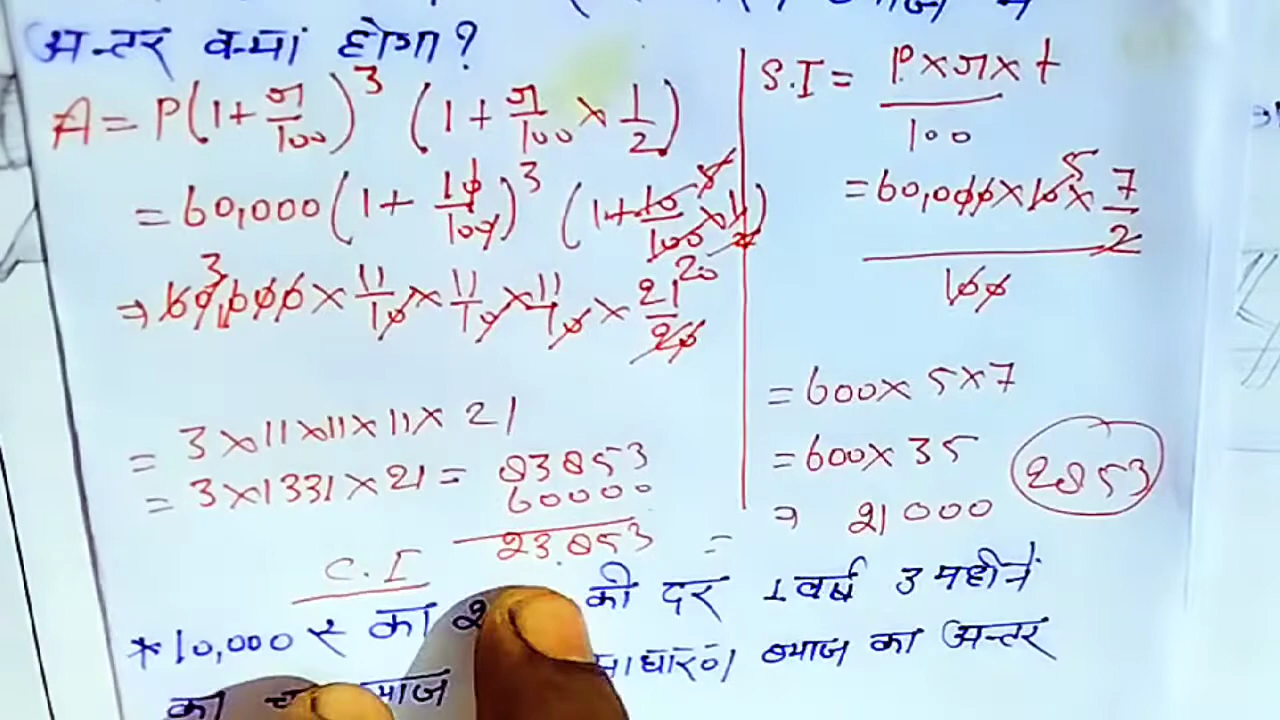 अन्तर क्या होगा?
A = P(1 + r/100)³ (1 + r/100 × 1/2)
= 60,000 (1 + 10/100)³ (1 + 10/100 × 1/2)
⇒ 60,000 × 11/10 × 11/10 × 11/10 × 21/20
= 3 × 11 × 11 × 11 × 21
= 3 × 1331 × 21 = 83853
60000
23853
C.I
S.I = P × r × t / 100
= 60,000 × 10 × 7/2 / 100
= 600 × 5 × 7
= 600 × 35
⇒ 21000
2853
* 10,000 ₹ का की दर 1 वर्ष 3 महीने
का ब्याज का अन्तर